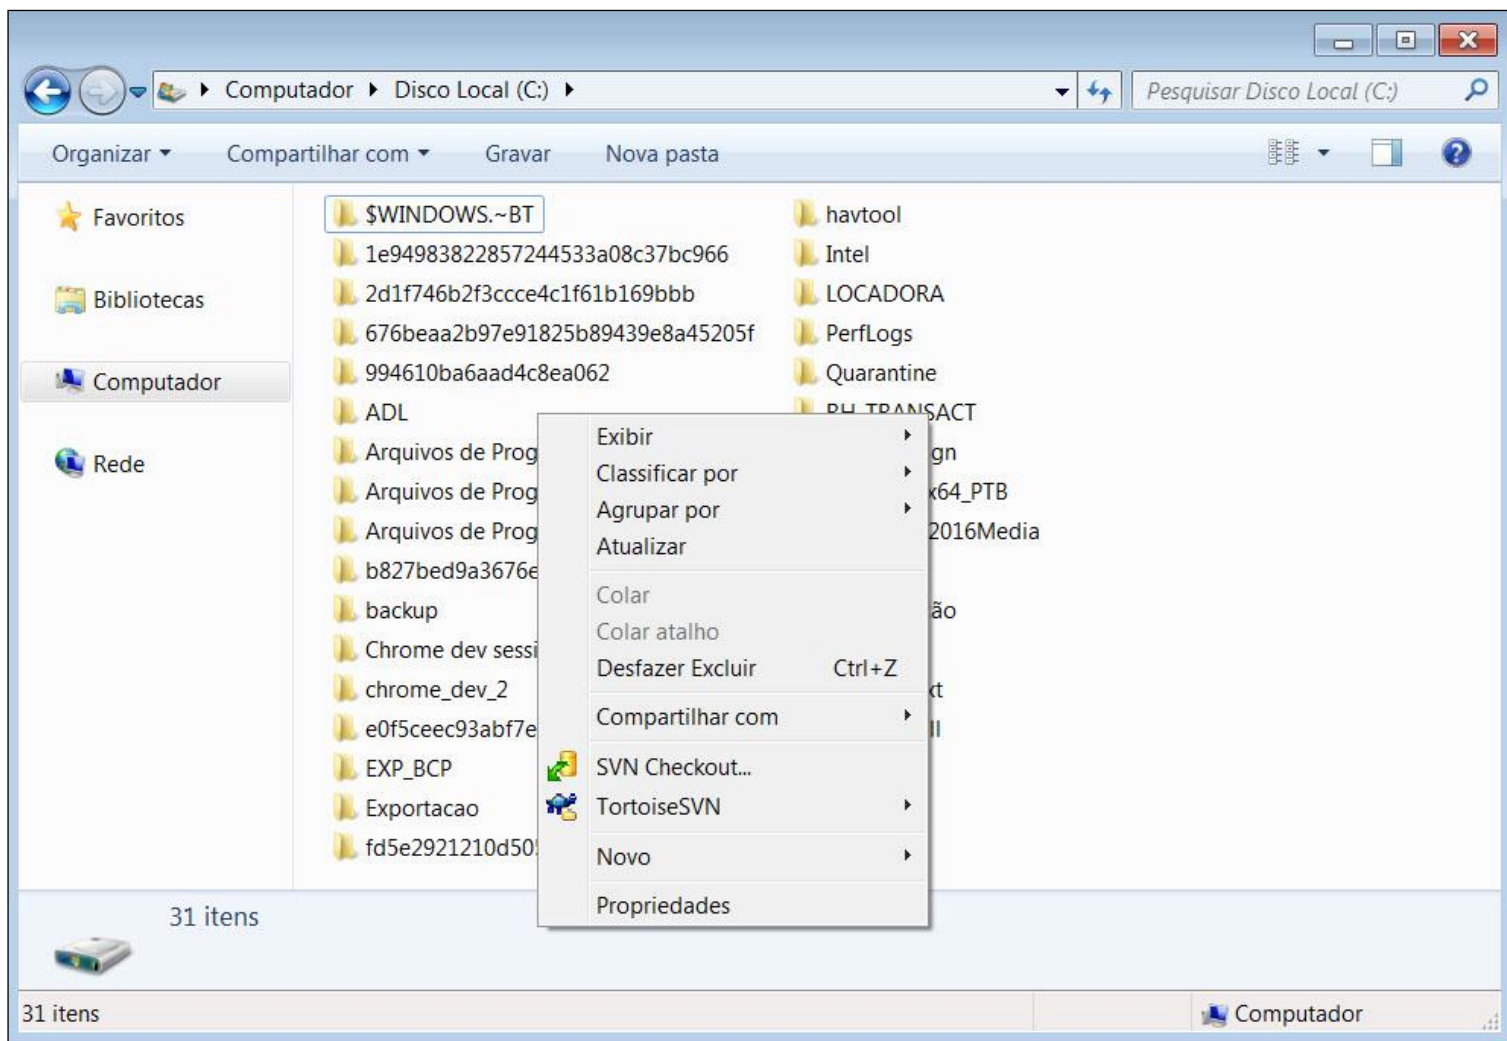 Computador Disco Local (C:)
Pesquisar Disco Local (C:)
Organizar Compartilhar com Gravar Nova pasta
Favoritos
Bibliotecas
Computador
Rede
$WINDOWS.~BT
1e94983822857244533a08c37bc966
2d1f746b2f3ccce4c1f61b169bbb
676beaa2b97e91825b89439e8a45205f
994610ba6aad4c8ea062
ADL
Arquivos de Prog
Arquivos de Prog
Arquivos de Prog
b827bed9a3676e
backup
Chrome dev sessi
chrome_dev_2
e0f5ceec93abf7e
EXP_BCP
Exportacao
fd5e2921210d50
havtool
Intel
LOCADORA
PerfLogs
Quarantine
RH_TRANSACT
gn
x64_PTB
2016Media
ão
xt
ll
Exibir
Classificar por
Agrupar por
Atualizar
Colar
Colar atalho
Desfazer Excluir Ctrl+Z
Compartilhar com
SVN Checkout...
TortoiseSVN
Novo
Propriedades
31 itens
31 itens
Computador